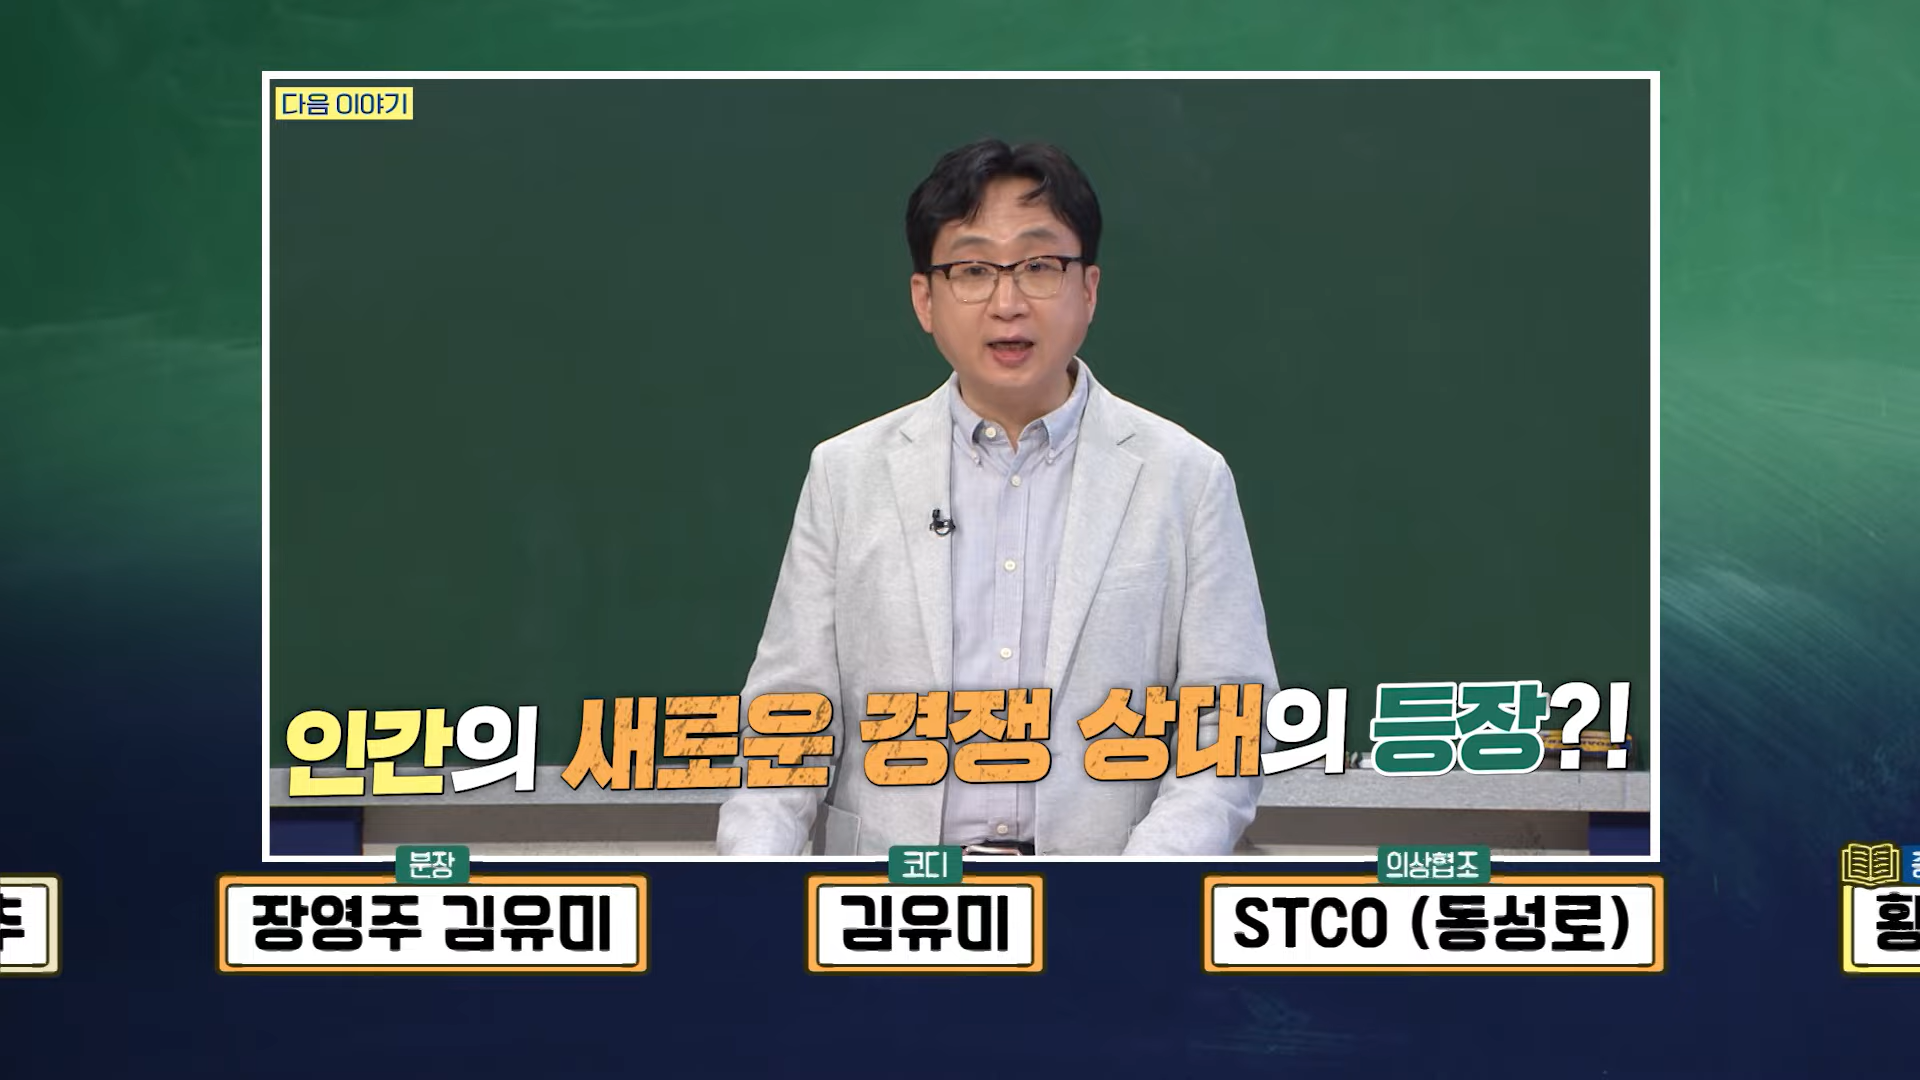 다음 이야기
인간의 새로운 경쟁 상대의 등장?!
분장
장영주 김유미
코디
김유미
의상협조
STCO (동성로)